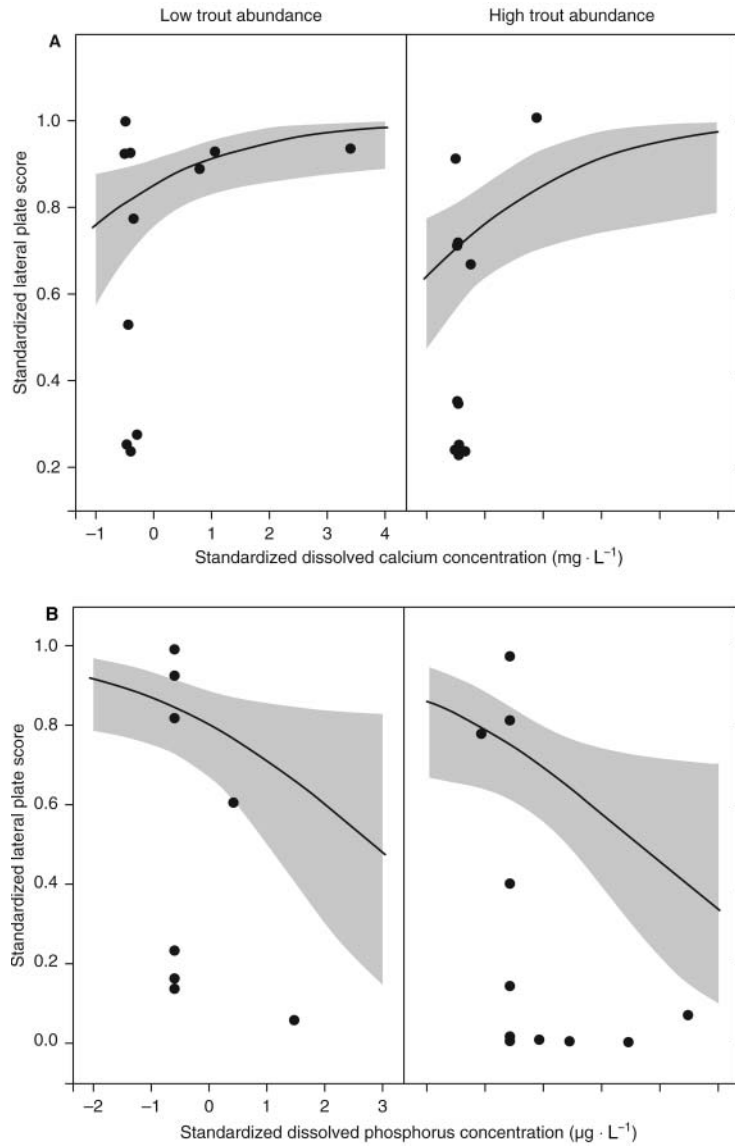 Low trout abundance
High trout abundance
A
Standardized lateral plate score
1.0
0.8
0.6
0.4
0.2
–1 0 1 2 3 4
Standardized dissolved calcium concentration (mg · L⁻¹)
B
Standardized lateral plate score
1.0
0.8
0.6
0.4
0.2
0.0
–2 –1 0 1 2 3
Standardized dissolved phosphorus concentration (µg · L⁻¹)